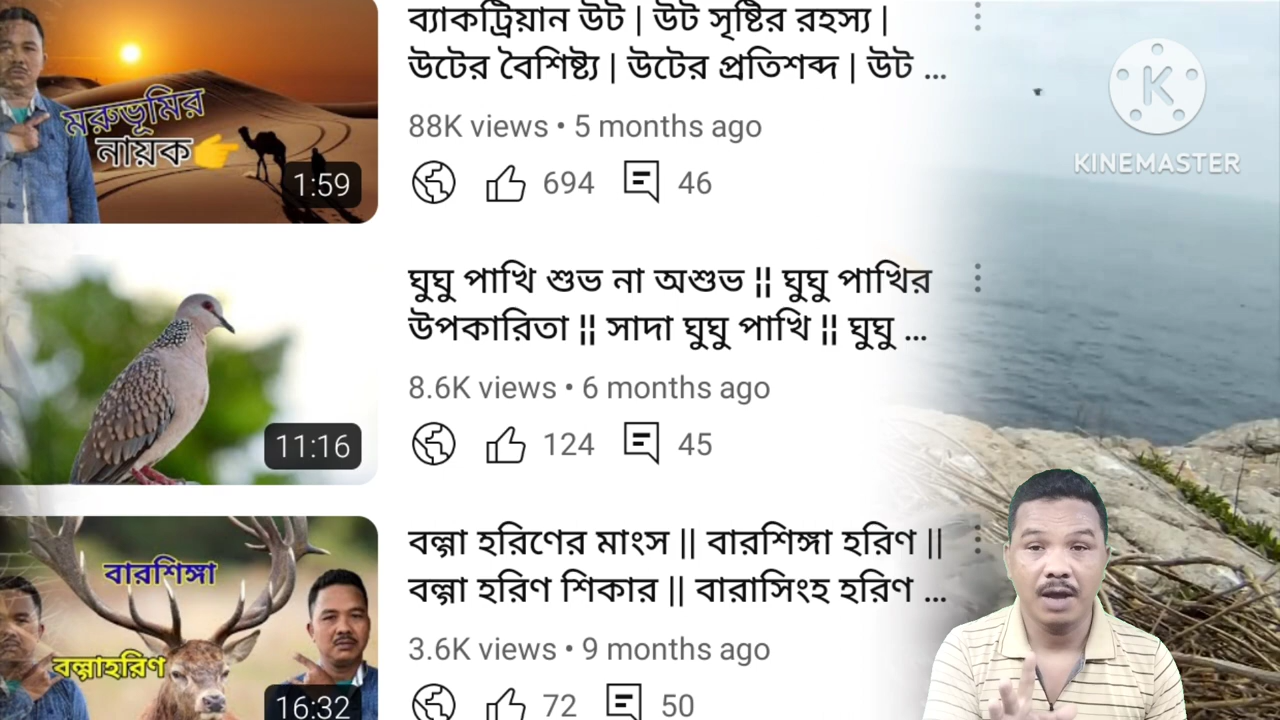 ব্যাকট্রিয়ান উট | উট সৃষ্টির রহস্য |
উটের বৈশিষ্ট্য | উটের প্রতিশব্দ | উট ...
88K views • 5 months ago
694 46
মরুভূমির
নায়ক
1:59
ঘুঘু পাখি শুভ না অশুভ ¦¦ ঘুঘু পাখির
উপকারিতা ¦¦ সাদা ঘুঘু পাখি ¦¦ ঘুঘু ...
8.6K views • 6 months ago
124 45
11:16
বল্গা হরিণের মাংস || বারশিঙ্গা হরিণ ||
বল্গা হরিণ শিকার || বারাসিংহ হরিণ ...
3.6K views • 9 months ago
72 50
বারশিঙ্গা
বল্গাহরিণ
16:32
K
KINEMASTER